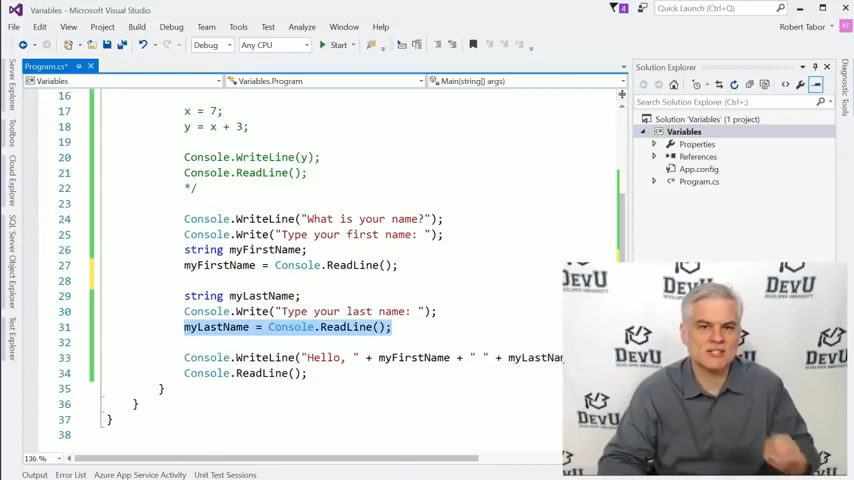 Variables - Microsoft Visual Studio
4
Quick Launch (Ctrl+Q)
File Edit View Project Build Debug Team Tools Test Analyze Window Help
Robert Tabor
Debug Any CPU Start
Program.cs*
Variables Variables.Program Main(string[] args)
16
17 x = 7;
18 y = x + 3;
19
20 Console.WriteLine(y);
21 Console.ReadLine();
22 */
23
24 Console.WriteLine("What is your name?");
25 Console.Write("Type your first name: ");
26 string myFirstName;
27 myFirstName = Console.ReadLine();
28
29 string myLastName;
30 Console.Write("Type your last name: ");
31 myLastName = Console.ReadLine();
32
33 Console.WriteLine("Hello, " + myFirstName + " " + myLastNam
34 Console.ReadLine();
35 }
36 }
37 }
38
136 %
Output Error List Azure App Service Activity Unit Test Sessions
Server Explorer
Toolbox
Cloud Explorer
SQL Server Object Explorer
Test Explorer
Solution Explorer
Search Solution Explorer (Ctrl+;)
Solution 'Variables' (1 project)
Variables
Properties
References
App.config
Program.cs
Diagnostic Tools
DEVU
DEVELOPER UNIVERSITY
DEVU
DEVU
DEVU
DEVU
DEVU